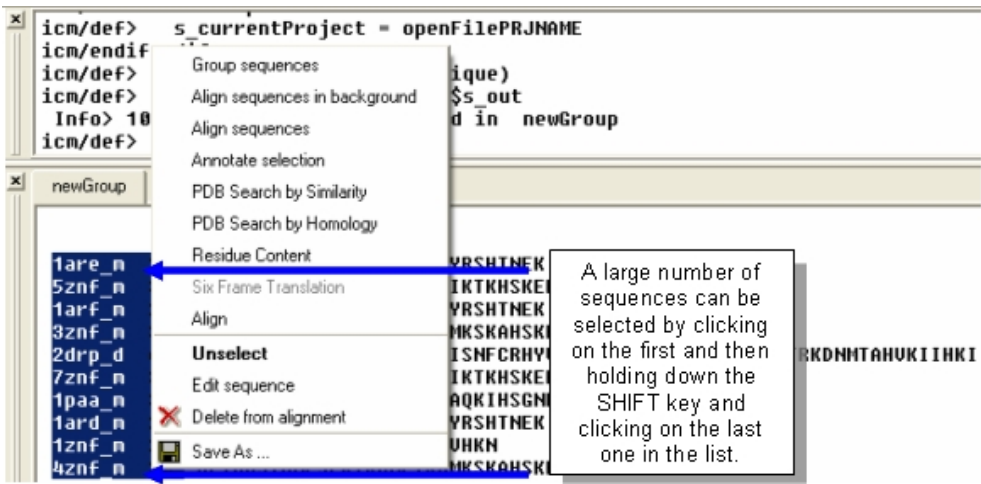 icm/def> s_currentProject = openFilePRJNAME
icm/endif
icm/def> ique)
icm/def> $s_out
Info> 10 d in newGroup
icm/def>
Group sequences
Align sequences in background
Align sequences
Annotate selection
PDB Search by Similarity
PDB Search by Homology
Residue Content
Six Frame Translation
Align
Unselect
Edit sequence
Delete from alignment
Save As ...
newGroup
1are_m YRSHTNEK
5znf_m IKTKHSKE
1arf_m YRSHTNEK
3znf_m MKSKAHSK
2drp_d ISNFCRHY RKDNMTAHVKIIHKI
7znf_m IKTKHSKE
1paa_m AQKIHSGN
1ard_m YRSHTNEK
1znf_m VHKN
4znf_m MKSKAHSK
A large number of
sequences can be
selected by clicking
on the first and then
holding down the
SHIFT key and
clicking on the last
one in the list.